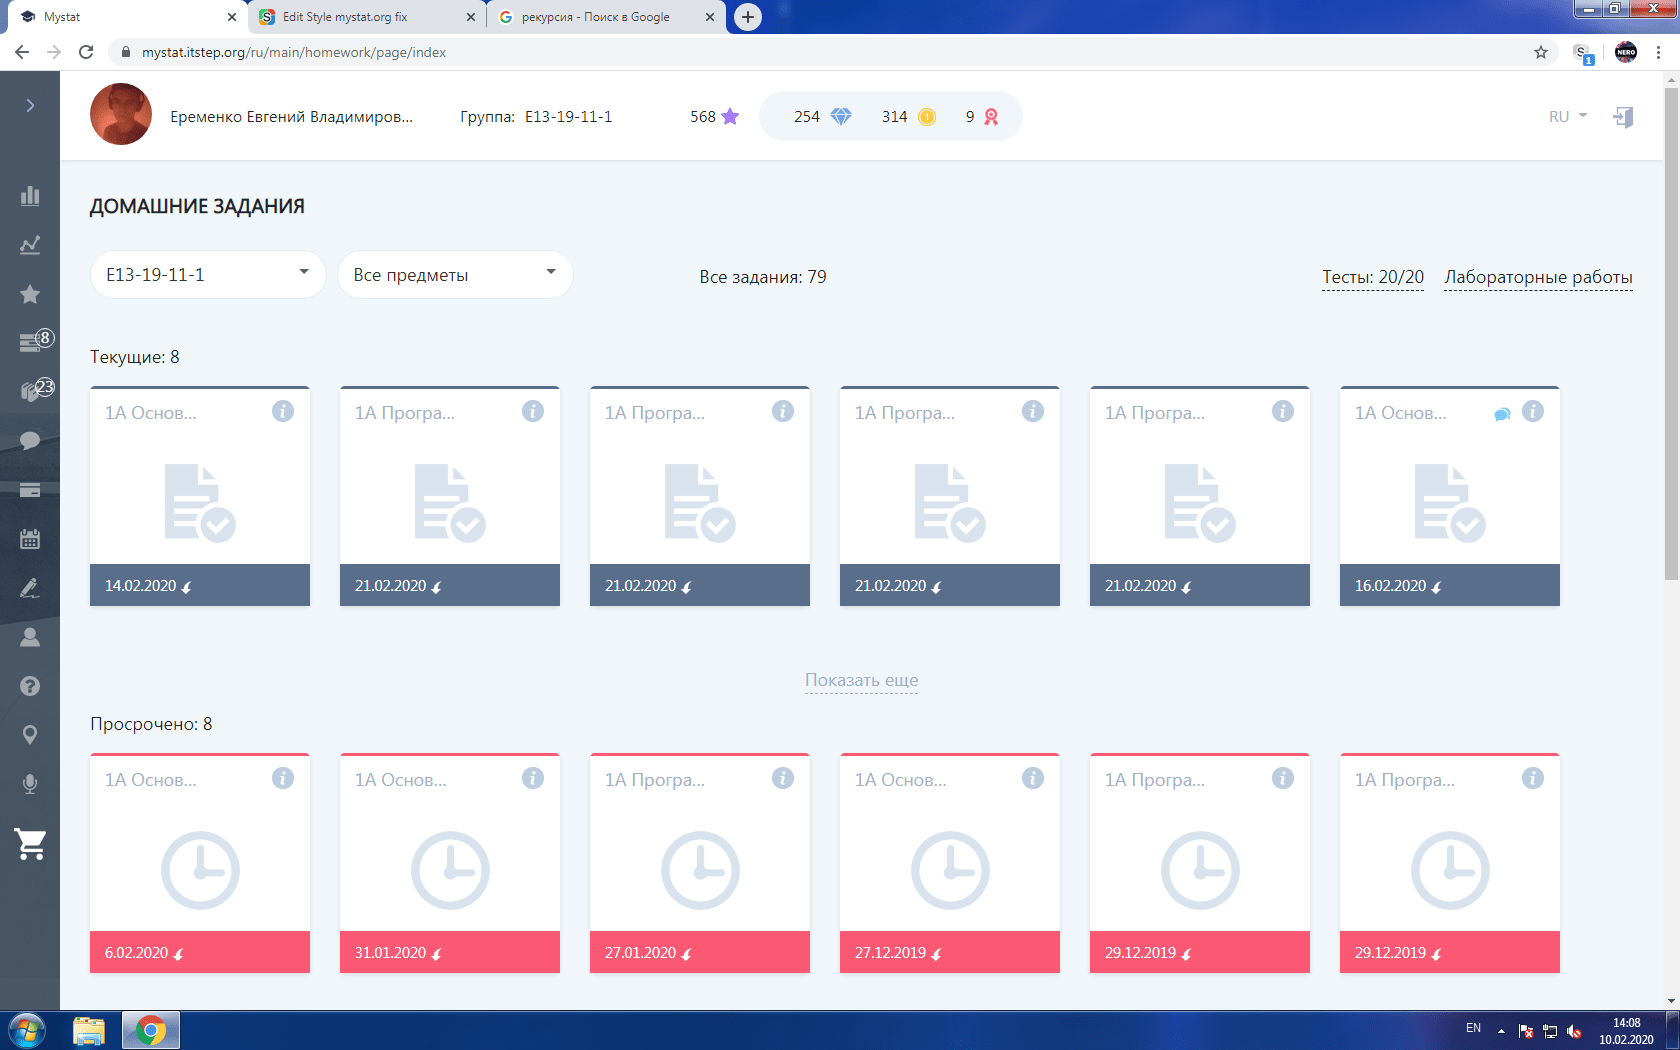 Mystat
Edit Style mystat.org fix
рекурсия - Поиск в Google
mystat.itstep.org/ru/main/homework/page/index
S
1
NERO
Еременко Евгений Владимиров...
Группа: E13-19-11-1
568
254
314
1
9
RU
ДОМАШНИЕ ЗАДАНИЯ
E13-19-11-1
Все предметы
Все задания: 79
Тесты: 20/20
Лабораторные работы
8
23
Текущие: 8
1А Основ...
1А Програ...
1А Програ...
1А Програ...
1А Програ...
1А Основ...
14.02.2020
21.02.2020
21.02.2020
21.02.2020
21.02.2020
16.02.2020
Показать еще
Просрочено: 8
1А Основ...
1А Основ...
1А Програ...
1А Основ...
1А Програ...
1А Програ...
6.02.2020
31.01.2020
27.01.2020
27.12.2019
29.12.2019
29.12.2019
EN
14:08
10.02.2020